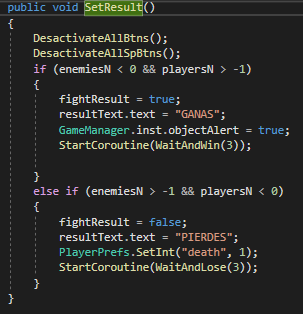 public void SetResult()
{
DesactivateAllBtns();
DesactivateAllSpBtns();
if (enemiesN < 0 && playersN > -1)
{
fightResult = true;
resultText.text = "GANAS";
GameManager.inst.objectAlert = true;
StartCoroutine(WaitAndWin(3));
}
else if (enemiesN > -1 && playersN < 0)
{
fightResult = false;
resultText.text = "PIERDES";
PlayerPrefs.SetInt("death", 1);
StartCoroutine(WaitAndLose(3));
}
}